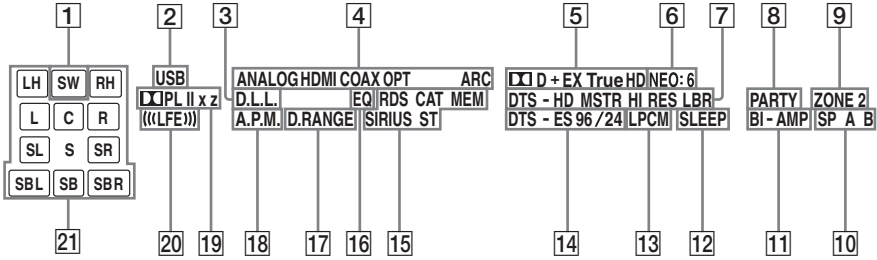 1 2 3 4 5 6 7 8 9
LH SW RH USB ANALOG HDMI COAX OPT ARC D + EX True HD NEO: 6
L C R PL II x z D.L.L. EQ RDS CAT MEM DTS - HD MSTR HI RES LBR PARTY ZONE 2
(((LFE))) A.P.M. D.RANGE SIRIUS ST DTS - ES 96 / 24 LPCM SLEEP BI - AMP SP A B
SL S SR
SBL SB SBR
21 20 19 18 17 16 15 14 13 12 11 10